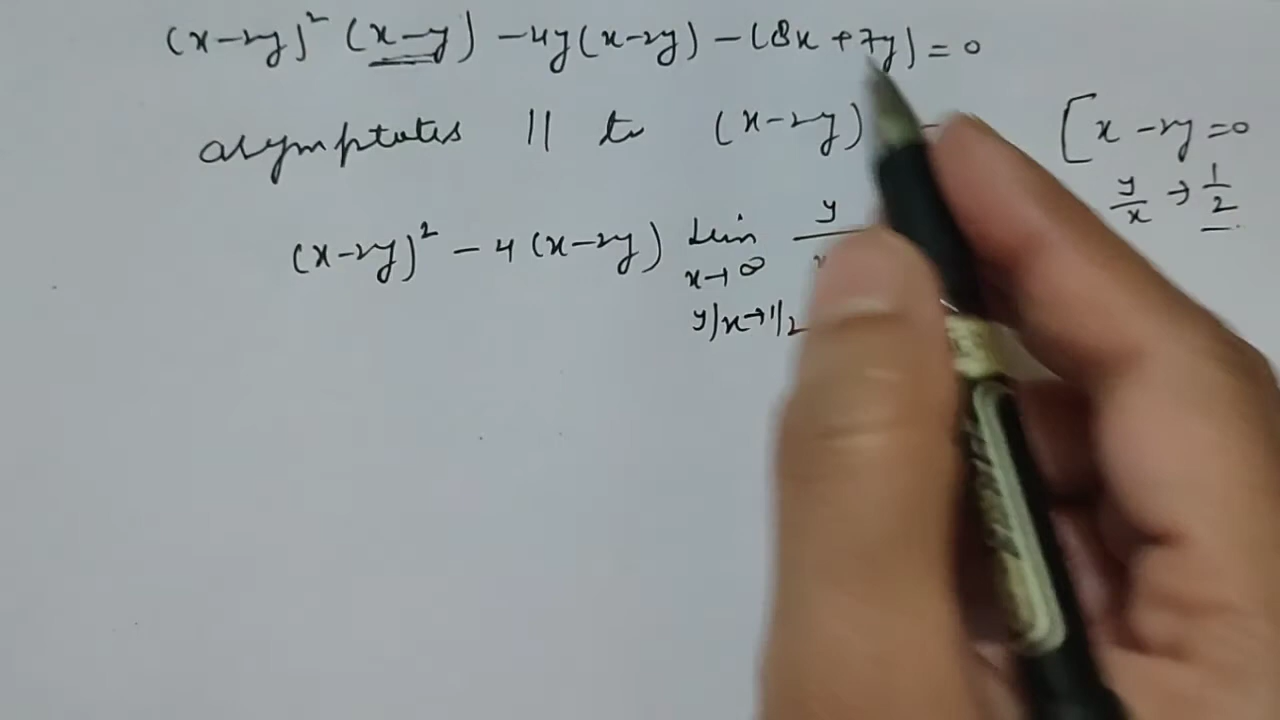 (x-2y)² (x-y) -4y(x-2y) -(8x+7y)=0
asymptotes || to (x-2y) - [x-2y=0
y/x → 1/2
(x-2y)² - 4(x-2y) Lim y
x→∞
y/x→1/2